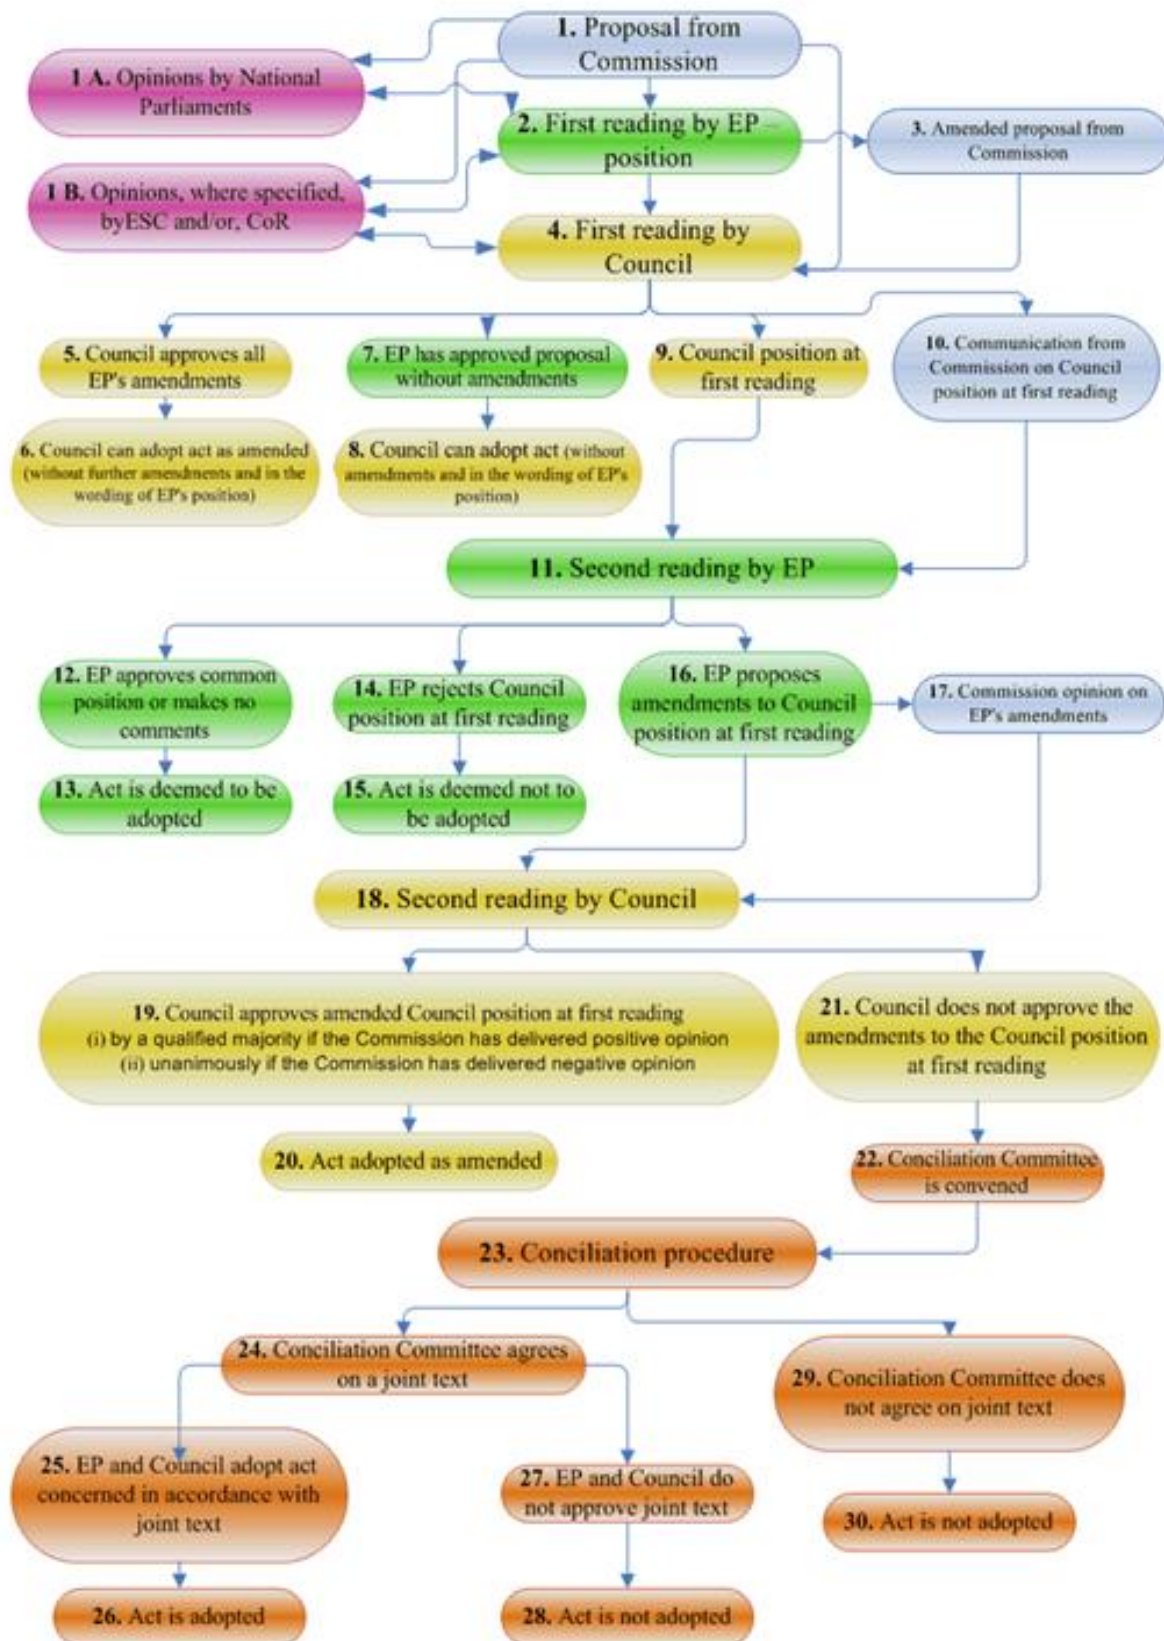 1. Proposal from
Commission
1 A. Opinions by National
Parliaments
2. First reading by EP –
position
3. Amended proposal from
Commission
1 B. Opinions, where specified,
byESC and/or, CoR
4. First reading by
Council
5. Council approves all
EP's amendments
7. EP has approved proposal
without amendments
9. Council position at
first reading
10. Communication from
Commission on Council
position at first reading
6. Council can adopt act as amended
(without further amendments and in the
wording of EP's position)
8. Council can adopt act (without
amendments and in the wording of EP's
position)
11. Second reading by EP
12. EP approves common
position or makes no
comments
14. EP rejects Council
position at first reading
16. EP proposes
amendments to Council
position at first reading
17. Commission opinion on
EP's amendments
13. Act is deemed to be
adopted
15. Act is deemed not to
be adopted
18. Second reading by Council
19. Council approves amended Council position at first reading
(i) by a qualified majority if the Commission has delivered positive opinion
(ii) unanimously if the Commission has delivered negative opinion
21. Council does not approve the
amendments to the Council position
at first reading
20. Act adopted as amended
22. Conciliation Committee
is convened
23. Conciliation procedure
24. Conciliation Committee agrees
on a joint text
29. Conciliation Committee does
not agree on joint text
25. EP and Council adopt act
concerned in accordance with
joint text
27. EP and Council do
not approve joint text
30. Act is not adopted
26. Act is adopted
28. Act is not adopted